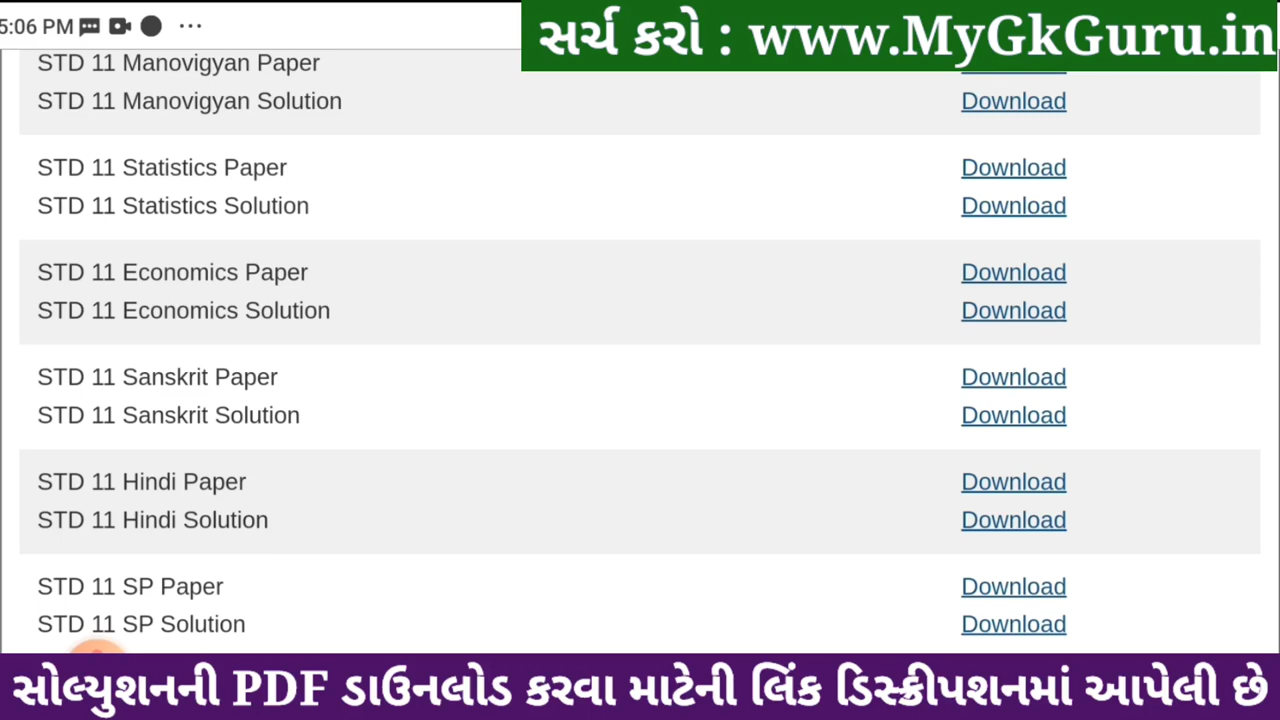 5:06 PM
સર્ચ કરો : www.MyGkGuru.in
STD 11 Manovigyan Paper
STD 11 Manovigyan Solution Download
STD 11 Statistics Paper Download
STD 11 Statistics Solution Download
STD 11 Economics Paper Download
STD 11 Economics Solution Download
STD 11 Sanskrit Paper Download
STD 11 Sanskrit Solution Download
STD 11 Hindi Paper Download
STD 11 Hindi Solution Download
STD 11 SP Paper Download
STD 11 SP Solution Download
સોલ્યુશનની PDF ડાઉનલોડ કરવા માટેની લિંક ડિસ્ક્રીપશનમાં આપેલી છે